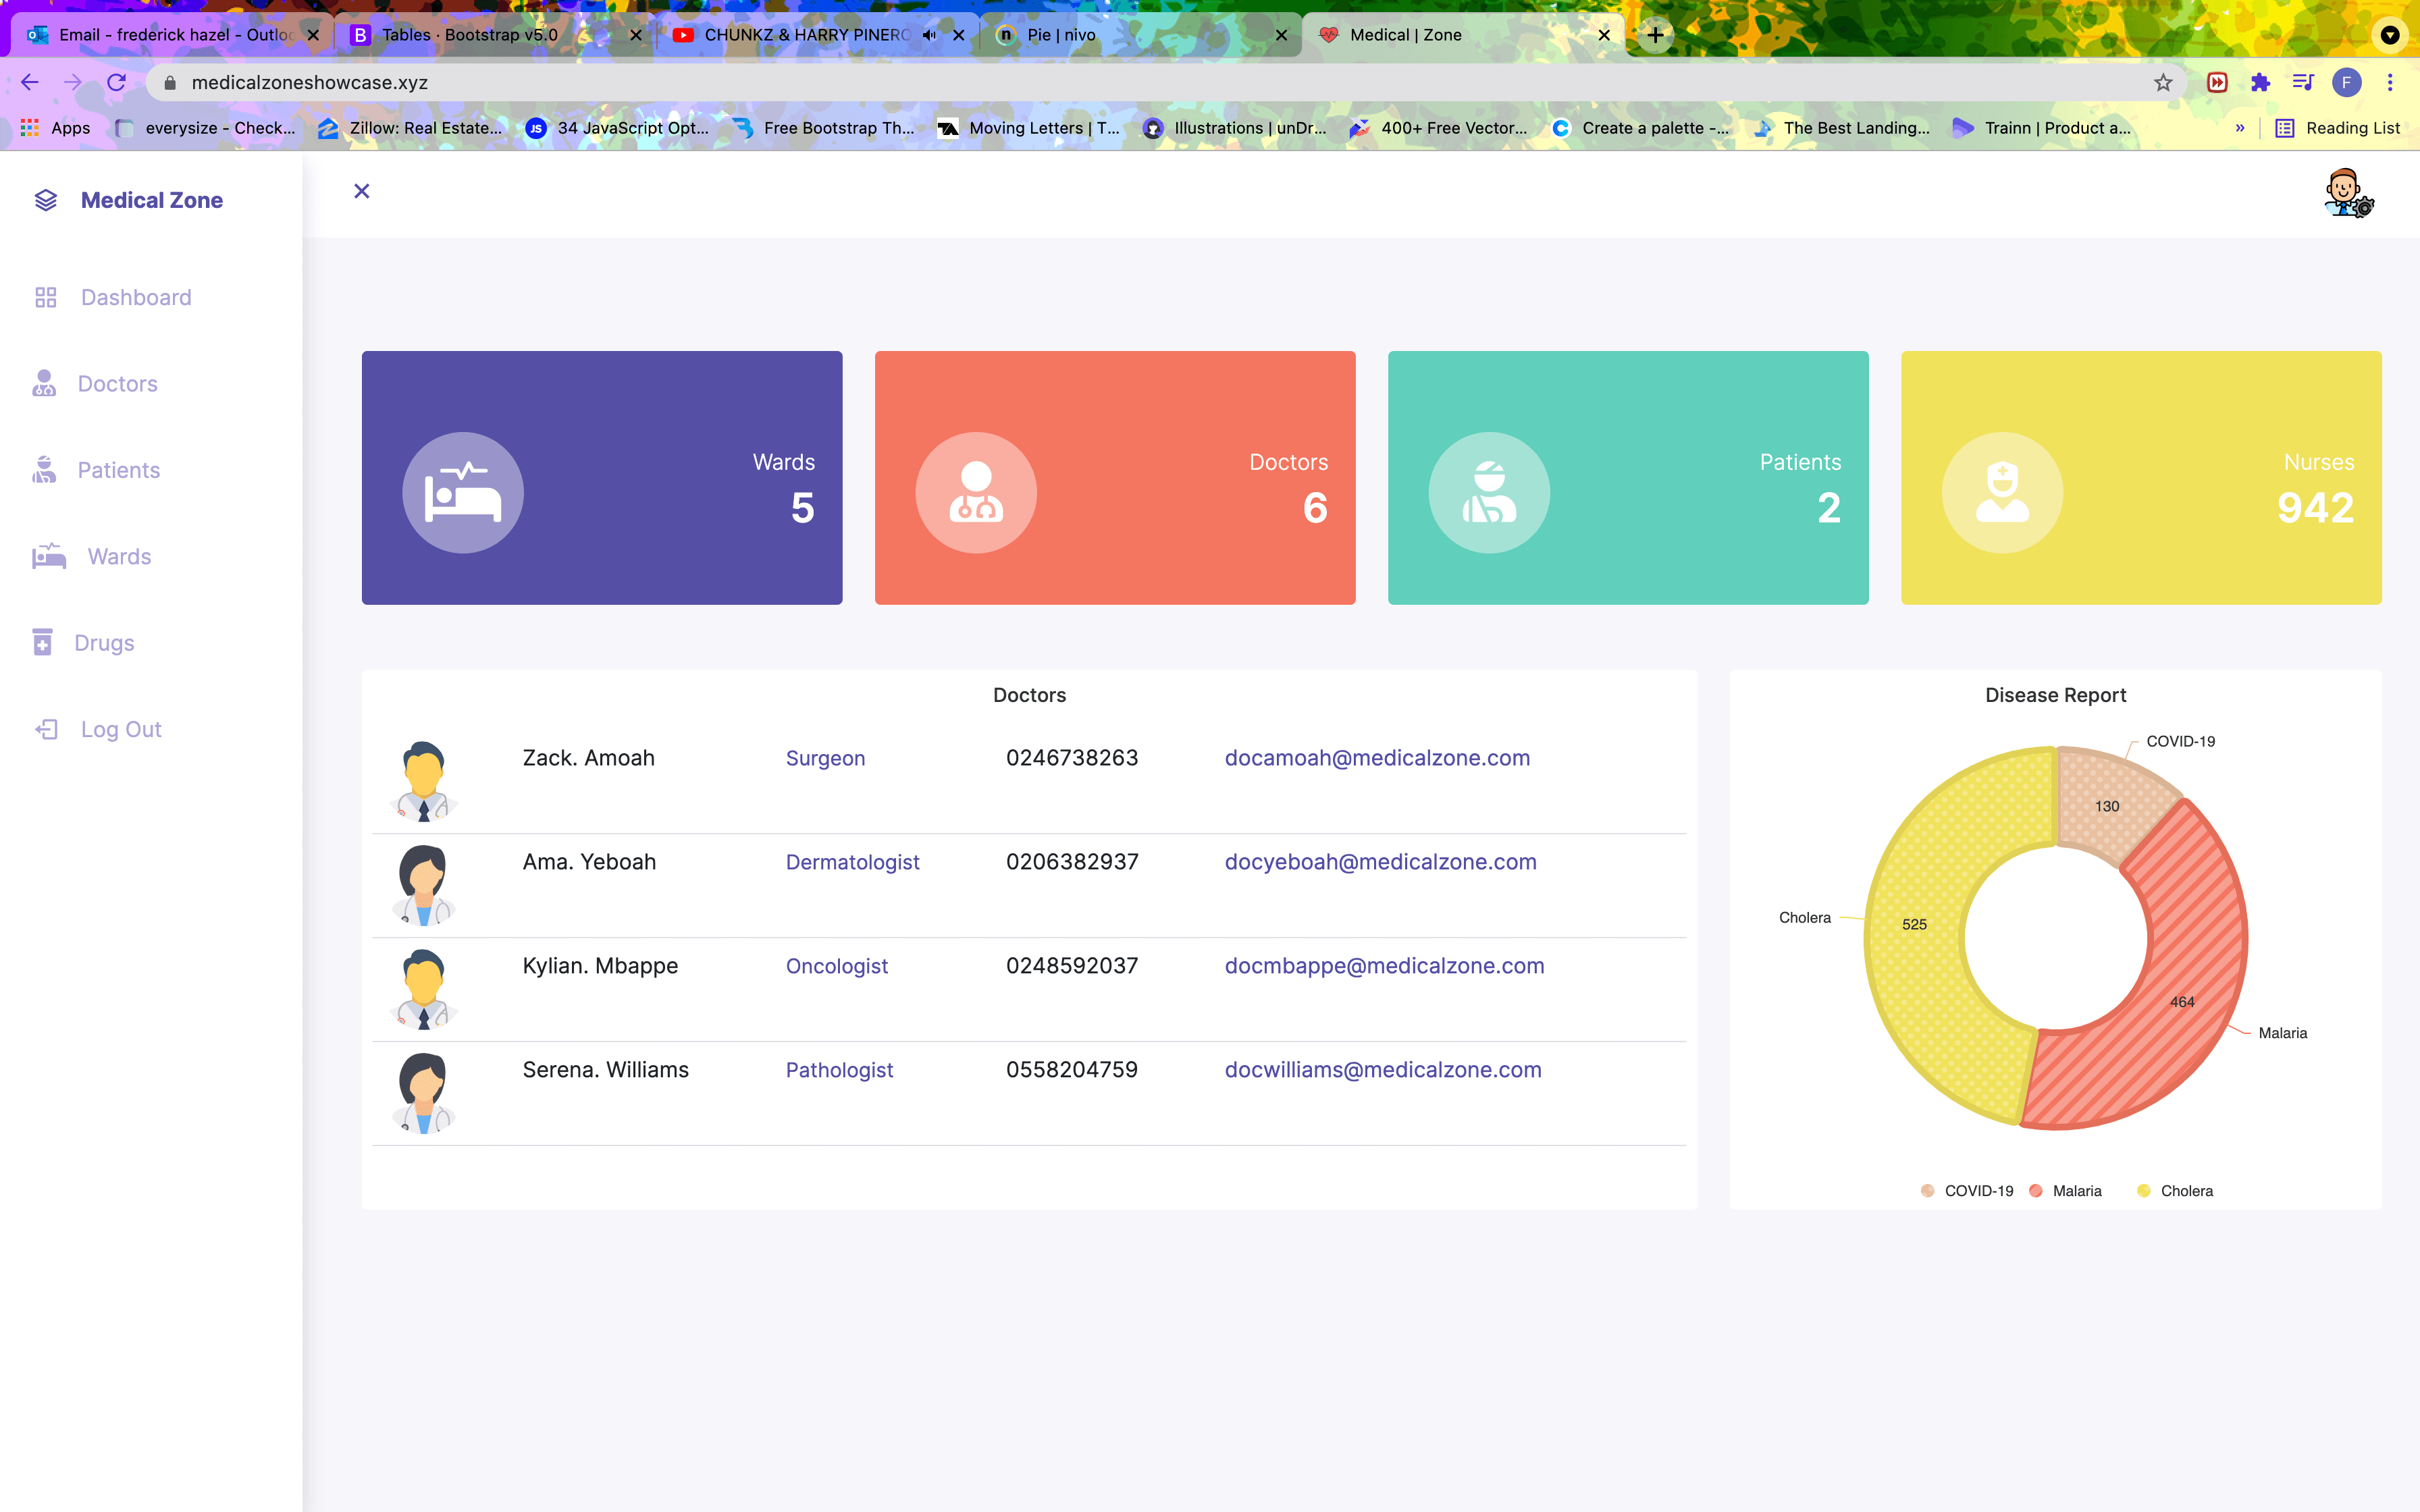 Email - frederick hazel - Outloo
Tables · Bootstrap v5.0
CHUNKZ & HARRY PINERO
Pie | nivo
Medical | Zone
medicalzoneshowcase.xyz
F
Apps
everysize - Check...
Zillow: Real Estate...
34 JavaScript Opt...
Free Bootstrap Th...
Moving Letters | T...
Illustrations | unDr...
400+ Free Vector...
Create a palette -...
The Best Landing...
Trainn | Product a...
»
Reading List
Medical Zone
Dashboard
Doctors
Patients
Wards
Drugs
Log Out
Wards
5
Doctors
6
Patients
2
Nurses
942
Doctors
Zack. Amoah Surgeon 0246738263 docamoah@medicalzone.com
Ama. Yeboah Dermatologist 0206382937 docyeboah@medicalzone.com
Kylian. Mbappe Oncologist 0248592037 docmbappe@medicalzone.com
Serena. Williams Pathologist 0558204759 docwilliams@medicalzone.com
Disease Report
COVID-19
130
Cholera
525
464
Malaria
COVID-19 Malaria Cholera